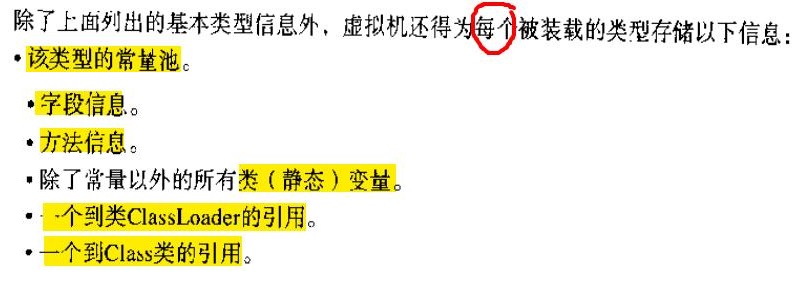 除了上面列出的基本类型信息外，虚拟机还得为每个被装载的类型存储以下信息：
•该类型的常量池。
•字段信息。
•方法信息。
•除了常量以外的所有类（静态）变量。
•一个到类ClassLoader的引用。
•一个到Class类的引用。